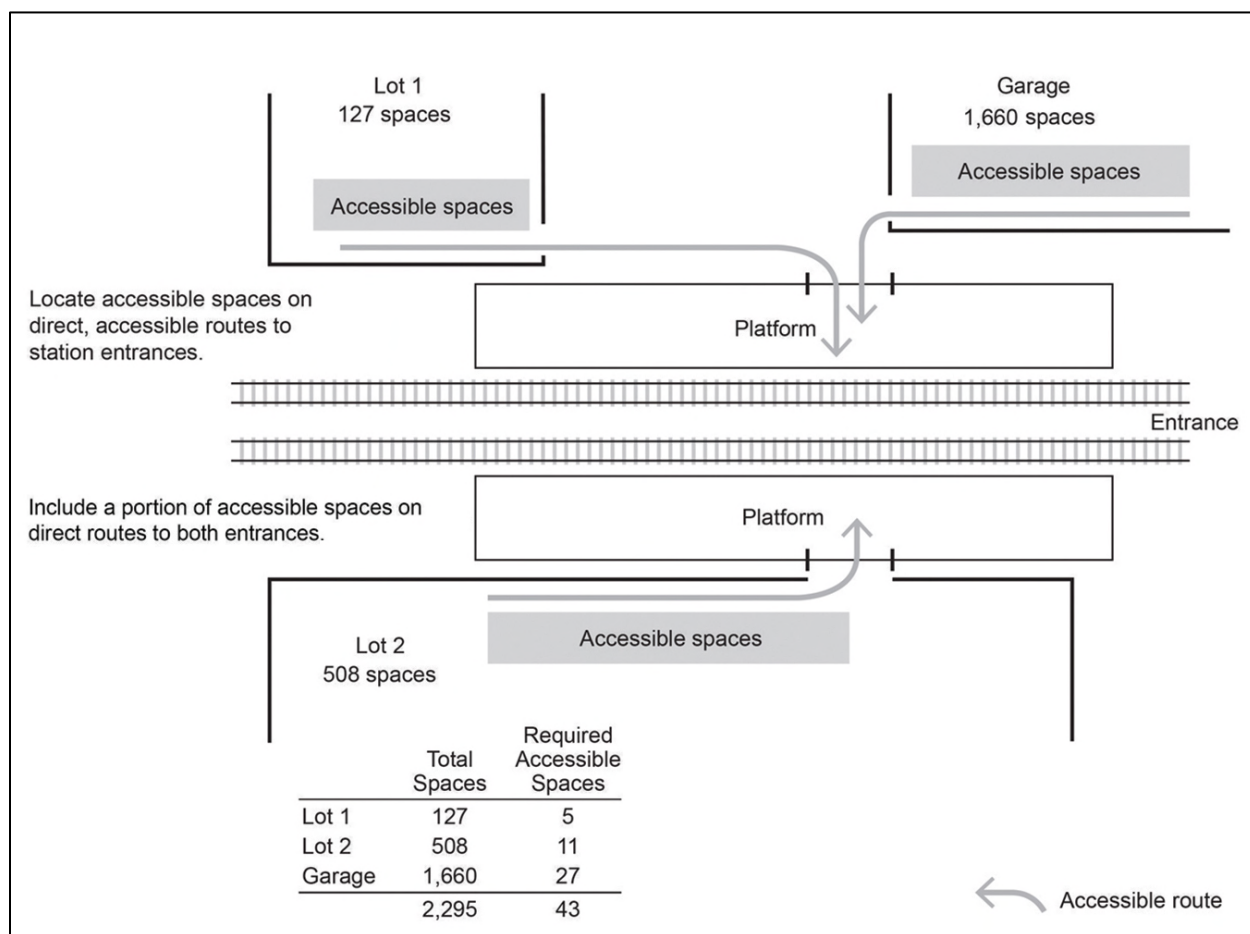 Lot 1
127 spaces
Garage
1,660 spaces
Accessible spaces
Accessible spaces
Locate accessible spaces on
direct, accessible routes to
station entrances.
Platform
Entrance
Include a portion of accessible spaces on
direct routes to both entrances.
Platform
Accessible spaces
Lot 2
508 spaces
Total
Spaces
Required
Accessible
Spaces
Lot 1 127 5
Lot 2 508 11
Garage 1,660 27
2,295 43
Accessible route